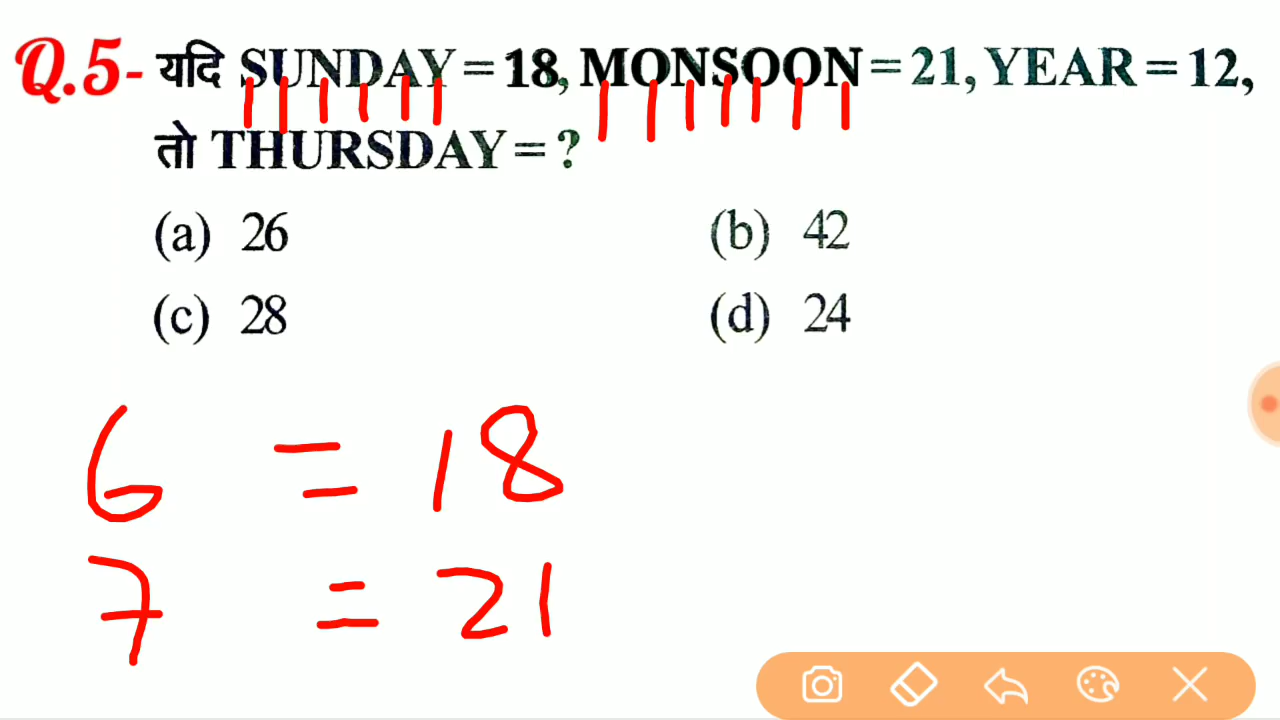 Q.5- यदि SUNDAY = 18, MONSOON = 21, YEAR = 12,
तो THURSDAY = ?
(a) 26 (b) 42
(c) 28 (d) 24
6 = 18
7 = 21